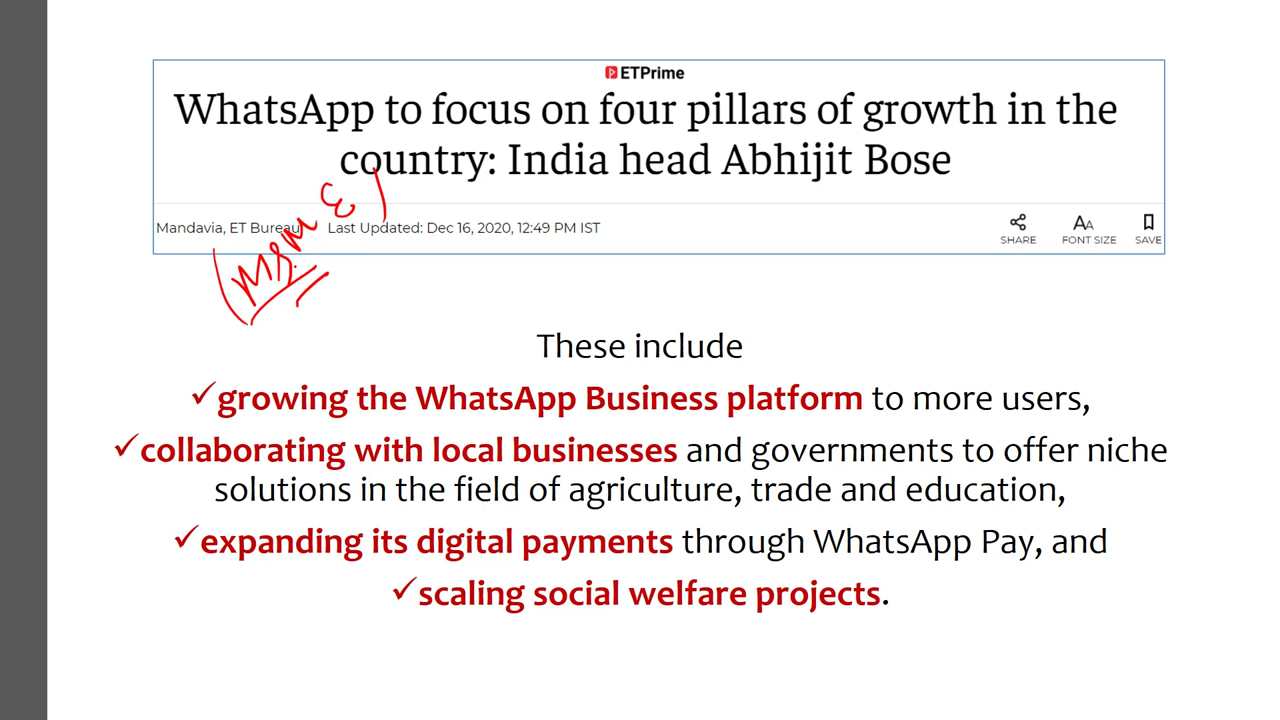 ETPrime
WhatsApp to focus on four pillars of growth in the
country: India head Abhijit Bose
Mandavia, ET Bureau Last Updated: Dec 16, 2020, 12:49 PM IST
SHARE FONT SIZE SAVE
(MSME)
These include
✓growing the WhatsApp Business platform to more users,
✓collaborating with local businesses and governments to offer niche
solutions in the field of agriculture, trade and education,
✓expanding its digital payments through WhatsApp Pay, and
✓scaling social welfare projects.